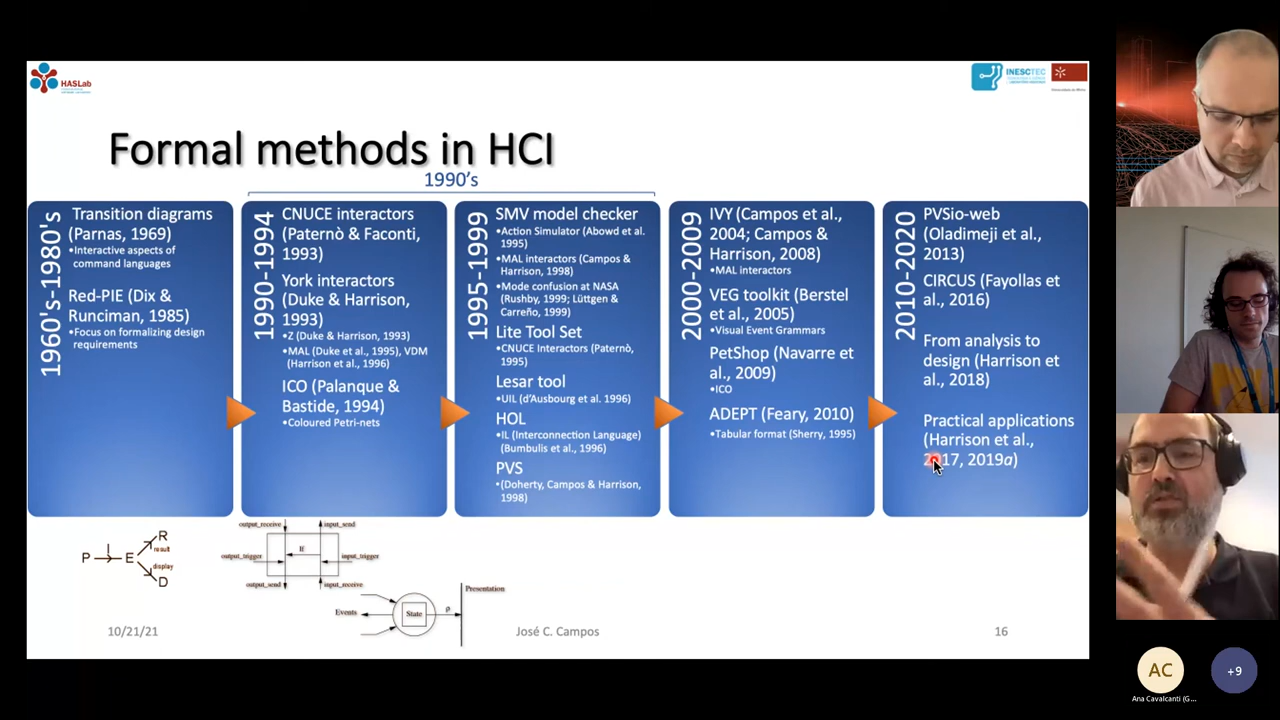 HASLab
INESCTEC
Formal methods in HCI
1990's
1960's-1980's
Transition diagrams
(Parnas, 1969)
•Interactive aspects of
command languages
Red-PIE (Dix &
Runciman, 1985)
•Focus on formalizing design
requirements
1990-1994
CNUCE interactors
(Paternò & Faconti,
1993)
York interactors
(Duke & Harrison,
1993)
•Z (Duke & Harrison, 1993)
•MAL (Duke et al., 1995), VDM
(Harrison et al., 1996)
ICO (Palanque &
Bastide, 1994)
•Coloured Petri-nets
1995-1999
SMV model checker
•Action Simulator (Abowd et al.
1995)
•MAL interactors (Campos &
Harrison, 1998)
•Mode confusion at NASA
(Rushby, 1999; Lüttgen &
Carreño, 1999)
Lite Tool Set
•CNUCE Interactors (Paternò,
1995)
Lesar tool
•UIL (d'Ausbourg et al. 1996)
HOL
•IL (Interconnection Language)
(Bumbulis et al., 1996)
PVS
•(Doherty, Campos & Harrison,
1998)
2000-2009
IVY (Campos et al.,
2004; Campos &
Harrison, 2008)
•MAL interactors
VEG toolkit (Berstel
et al., 2005)
•Visual Event Grammars
PetShop (Navarre et
al., 2009)
•ICO
ADEPT (Feary, 2010)
•Tabular format (Sherry, 1995)
2010-2020
PVSio-web
(Oladimeji et al.,
2013)
CIRCUS (Fayollas et
al., 2016)
From analysis to
design (Harrison et
al., 2018)
Practical applications
(Harrison et al.,
2017, 2019a)
P
I
E
R
result
display
D
output_receive
input_send
output_trigger
IE
input_trigger
output_send
input_receive
Presentation
Events
State
ρ
10/21/21
José C. Campos
16
AC
+9
Ana Cavalcanti (G...